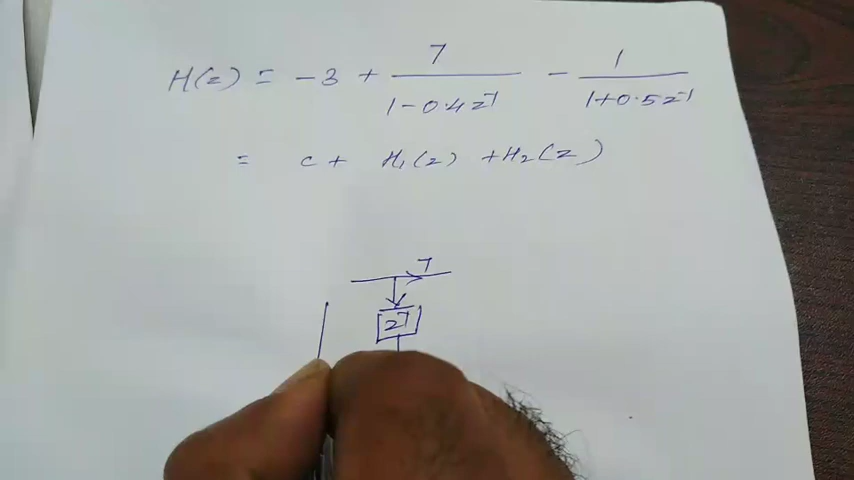 H(z) = -3 + 7/(1-0.4z⁻¹) - 1/(1+0.5z⁻¹)
= c + H₁(z) + H₂(z)
7
z⁻¹